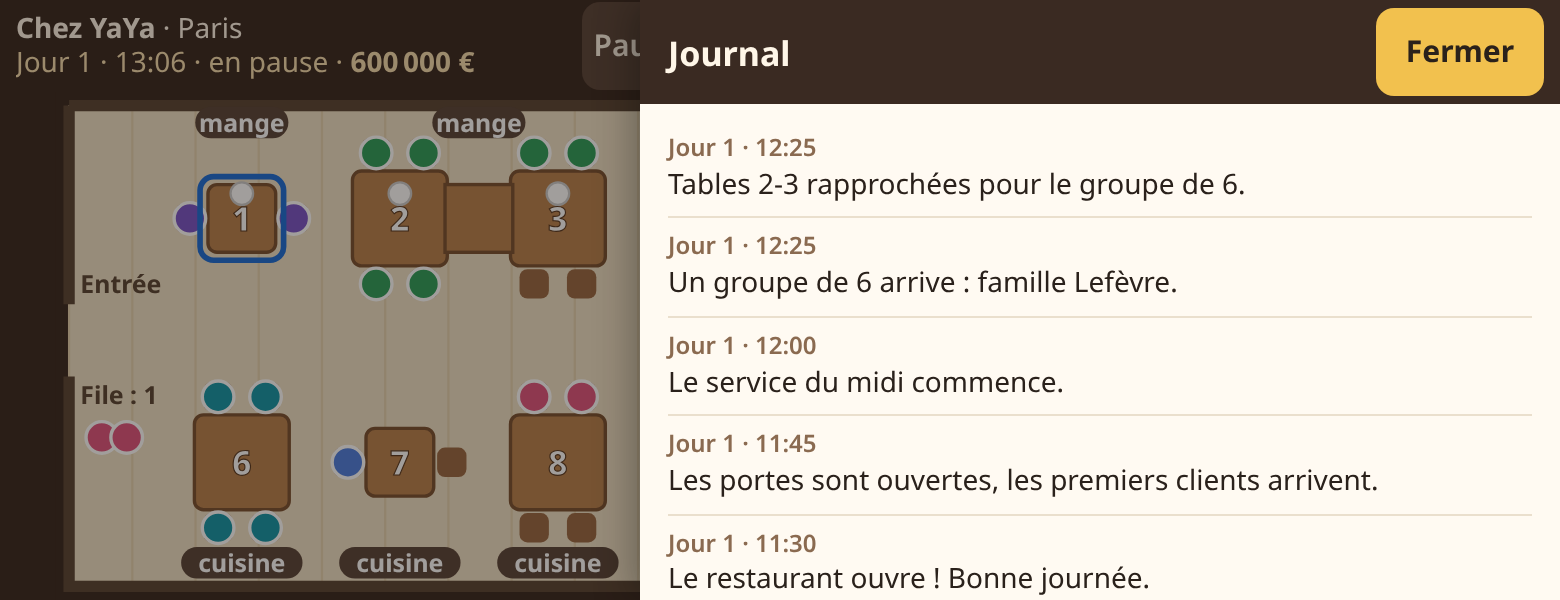 Chez YaYa · Paris
Jour 1 · 13:06 · en pause · 600 000 €
mange
mange
1
2
3
Entrée
File : 1
6
7
8
cuisine
cuisine
cuisine
Journal
Fermer
Jour 1 · 12:25
Tables 2-3 rapprochées pour le groupe de 6.
Jour 1 · 12:25
Un groupe de 6 arrive : famille Lefèvre.
Jour 1 · 12:00
Le service du midi commence.
Jour 1 · 11:45
Les portes sont ouvertes, les premiers clients arrivent.
Jour 1 · 11:30
Le restaurant ouvre ! Bonne journée.